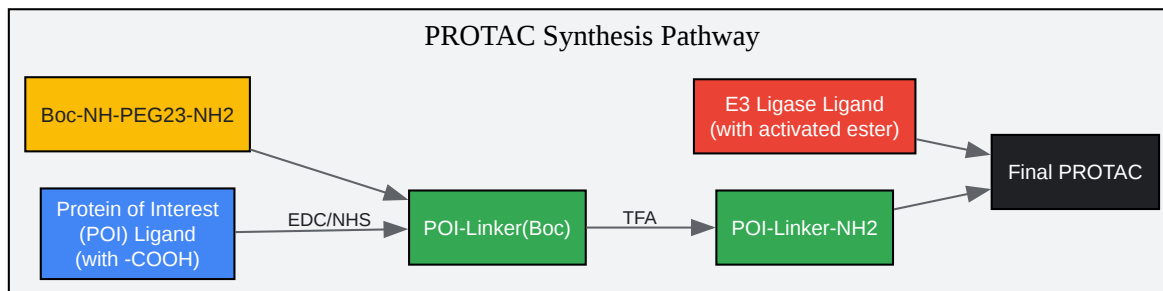 PROTAC Synthesis Pathway
Boc-NH-PEG23-NH2
Protein of Interest
(POI) Ligand
(with -COOH)
EDC/NHS
POI-Linker(Boc)
TFA
POI-Linker-NH2
E3 Ligase Ligand
(with activated ester)
Final PROTAC